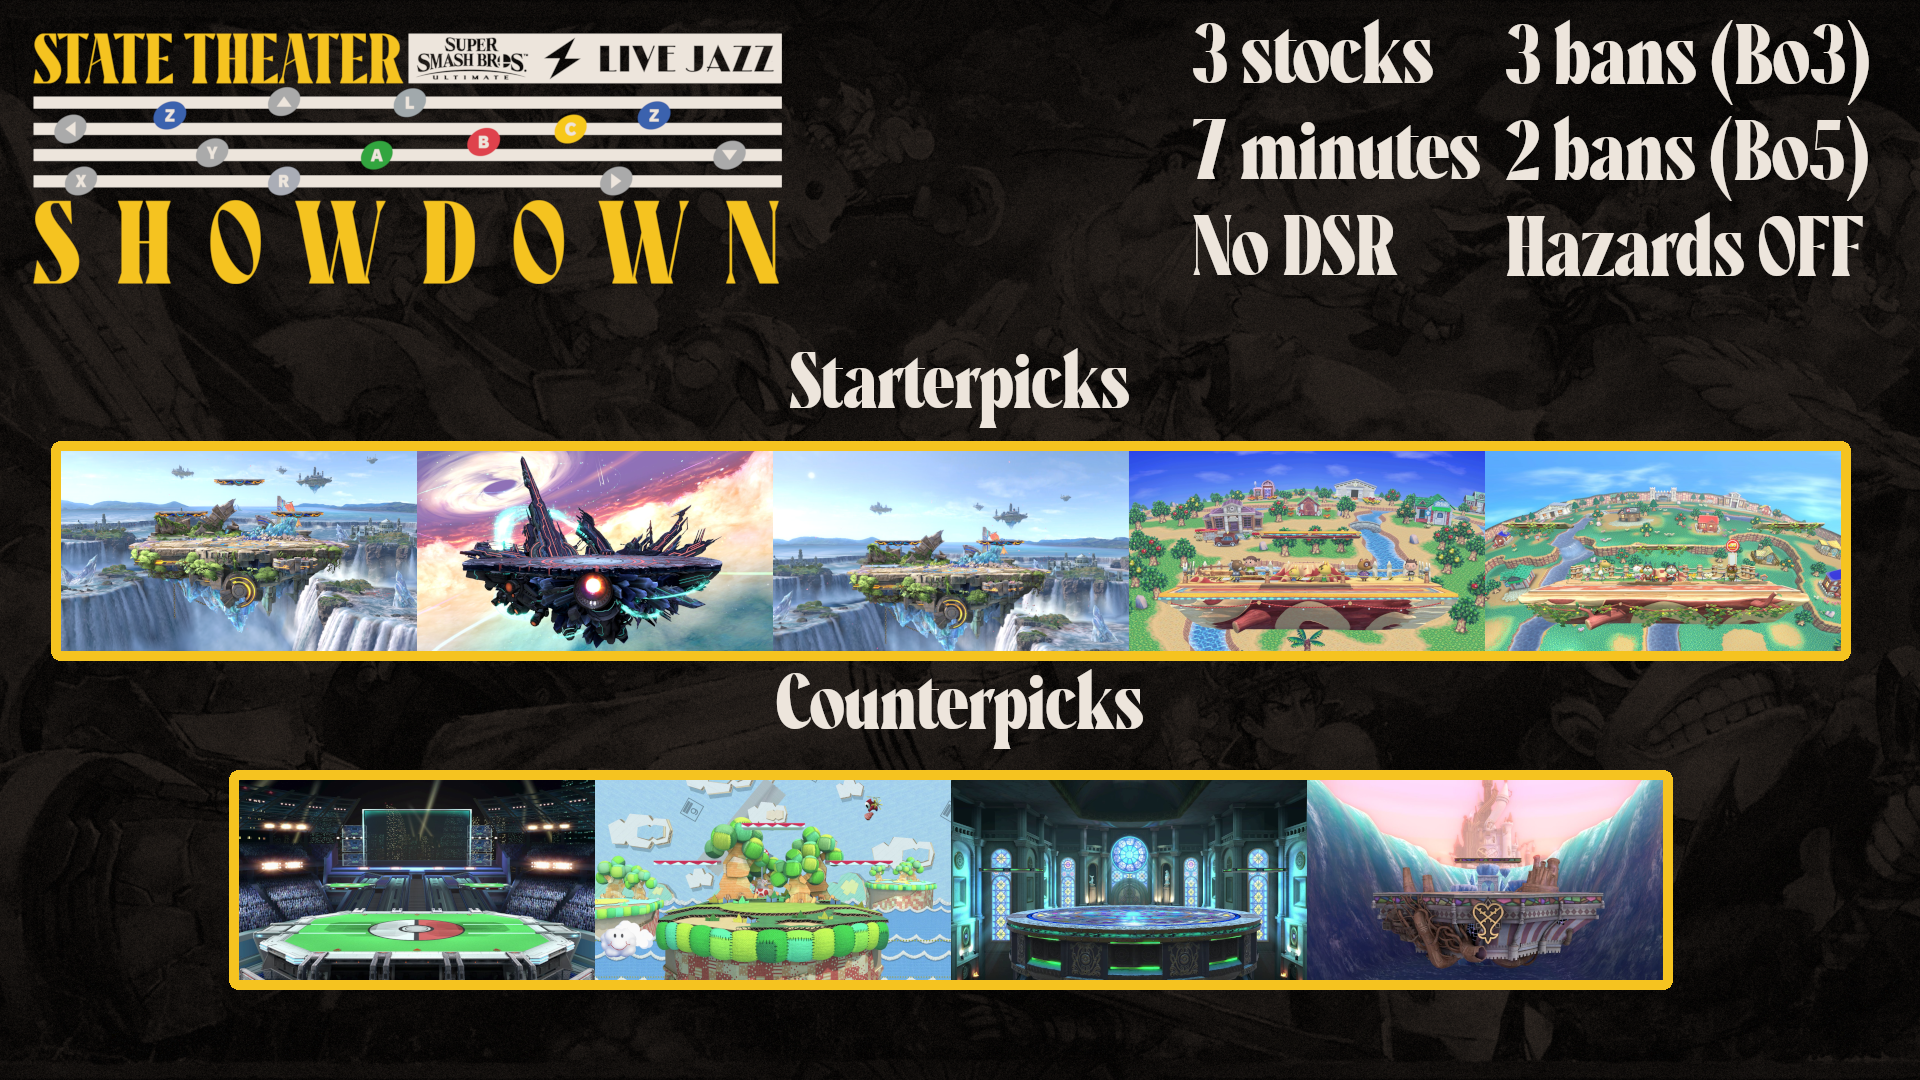 STATE THEATER SUPER SMASH BROS.™ ULTIMATE LIVE JAZZ
Z L Z
Y A B C
X R
SHOWDOWN
3 stocks 3 bans (Bo3)
7 minutes 2 bans (Bo5)
No DSR Hazards OFF
Starterpicks
Counterpicks